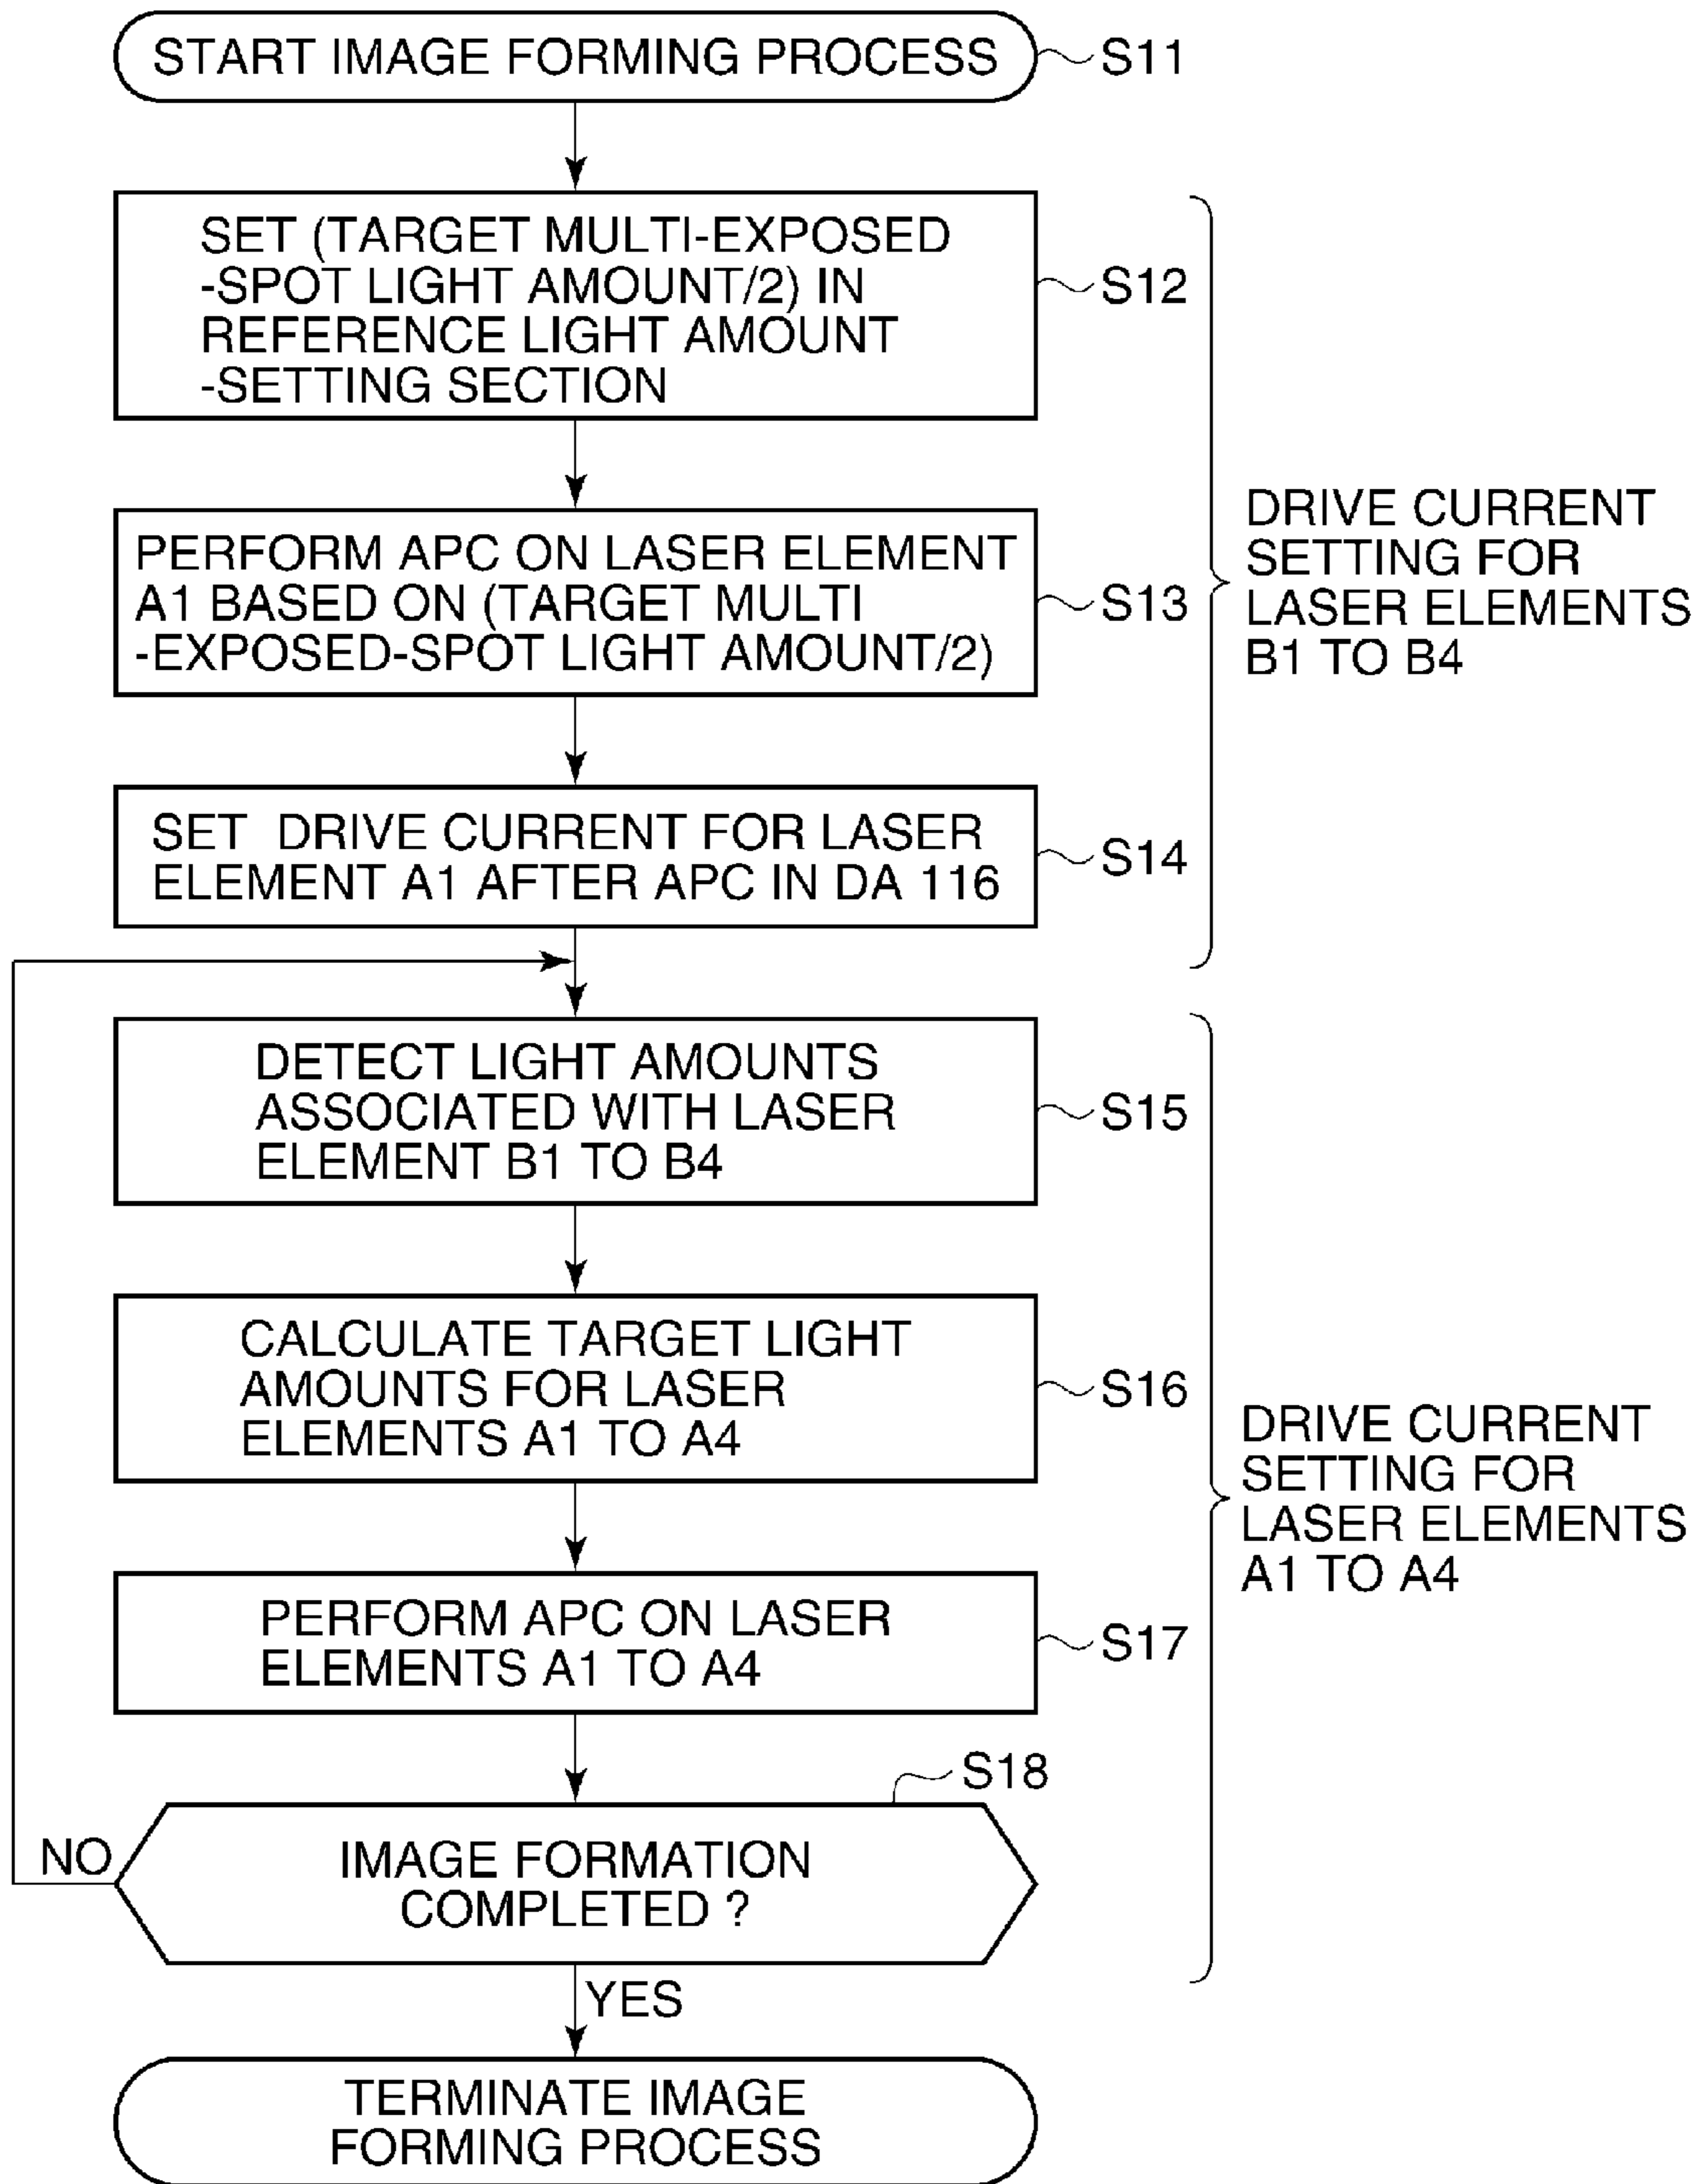 START IMAGE FORMING PROCESS
S11
SET (TARGET MULTI-EXPOSED
-SPOT LIGHT AMOUNT/2) IN
REFERENCE LIGHT AMOUNT
-SETTING SECTION
S12
PERFORM APC ON LASER ELEMENT
A1 BASED ON (TARGET MULTI
-EXPOSED-SPOT LIGHT AMOUNT/2)
S13
SET DRIVE CURRENT FOR LASER
ELEMENT A1 AFTER APC IN DA 116
S14
DRIVE CURRENT
SETTING FOR
LASER ELEMENTS
B1 TO B4
DETECT LIGHT AMOUNTS
ASSOCIATED WITH LASER
ELEMENT B1 TO B4
S15
CALCULATE TARGET LIGHT
AMOUNTS FOR LASER
ELEMENTS A1 TO A4
S16
PERFORM APC ON LASER
ELEMENTS A1 TO A4
S17
DRIVE CURRENT
SETTING FOR
LASER ELEMENTS
A1 TO A4
S18
NO
IMAGE FORMATION
COMPLETED ?
YES
TERMINATE IMAGE
FORMING PROCESS